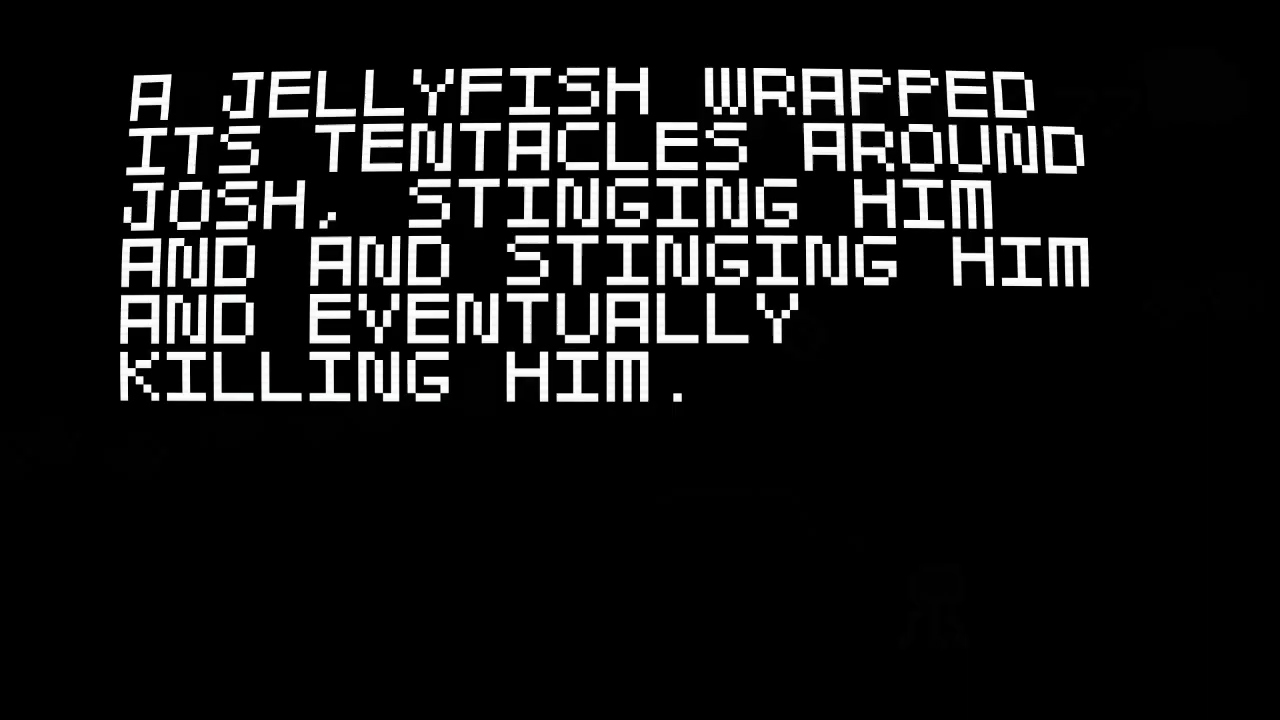 A JELLYFISH WRAPPED
ITS TENTACLES AROUND
JOSH, STINGING HIM
AND AND STINGING HIM
AND EVENTUALLY
KILLING HIM.